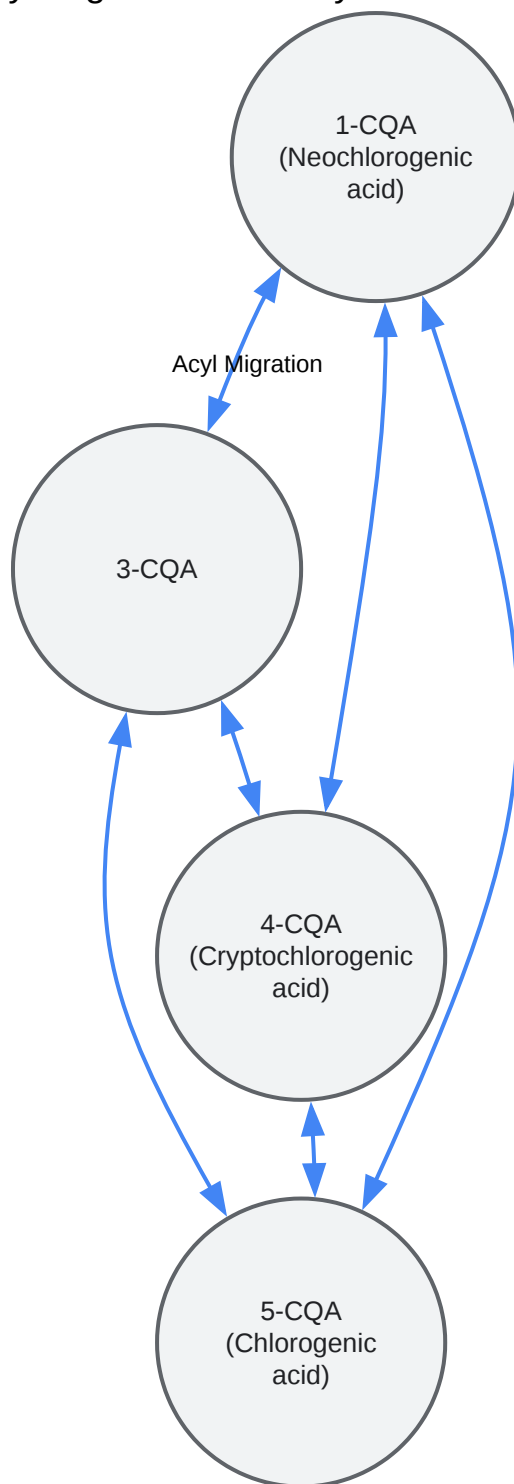 1-CQA
(Neochlorogenic
acid)
Acyl Migration
3-CQA
4-CQA
(Cryptochlorogenic
acid)
5-CQA
(Chlorogenic
acid)